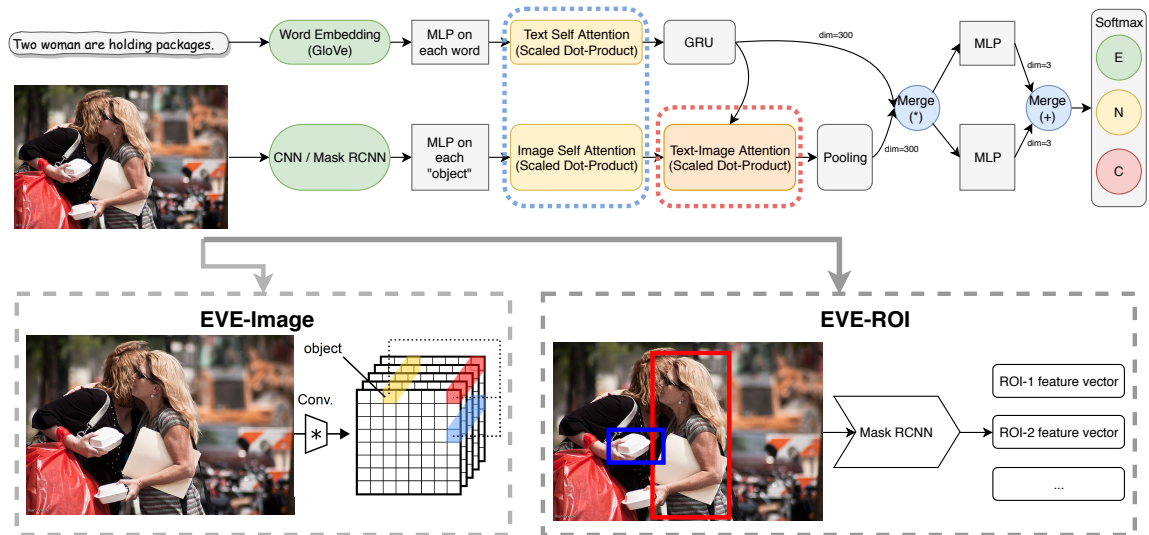 Two woman are holding packages.
Word Embedding
(GloVe)
MLP on
each word
Text Self Attention
(Scaled Dot-Product)
GRU
dim=300
MLP
dim=3
Softmax
E
Merge
(*)
Merge
(+)
N
CNN / Mask RCNN
MLP on
each
"object"
Image Self Attention
(Scaled Dot-Product)
Text-Image Attention
(Scaled Dot-Product)
Pooling
dim=300
MLP
dim=3
C
EVE-Image
object
Conv.
*
EVE-ROI
Mask RCNN
ROI-1 feature vector
ROI-2 feature vector
...